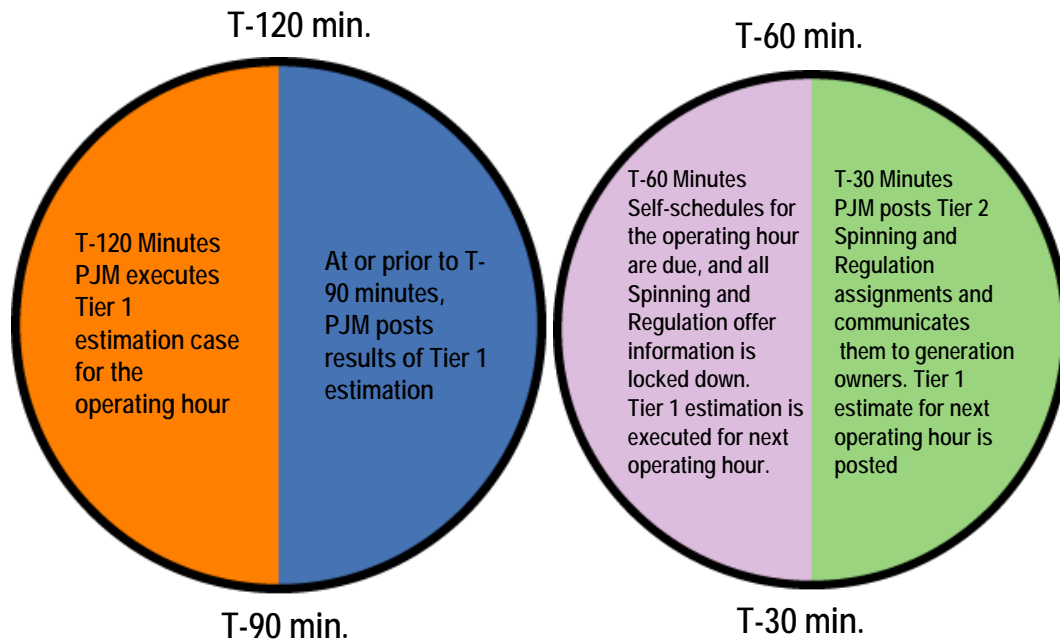 T-120 min.
T-120 Minutes
PJM executes
Tier 1
estimation case
for the
operating hour
At or prior to T-
90 minutes,
PJM posts
results of Tier 1
estimation
T-90 min.
T-60 min.
T-60 Minutes
Self-schedules for
the operating hour
are due, and all
Spinning and
Regulation offer
information is
locked down.
Tier 1 estimation is
executed for next
operating hour.
T-30 Minutes
PJM posts Tier 2
Spinning and
Regulation
assignments and
communicates
them to generation
owners. Tier 1
estimate for next
operating hour is
posted
T-30 min.